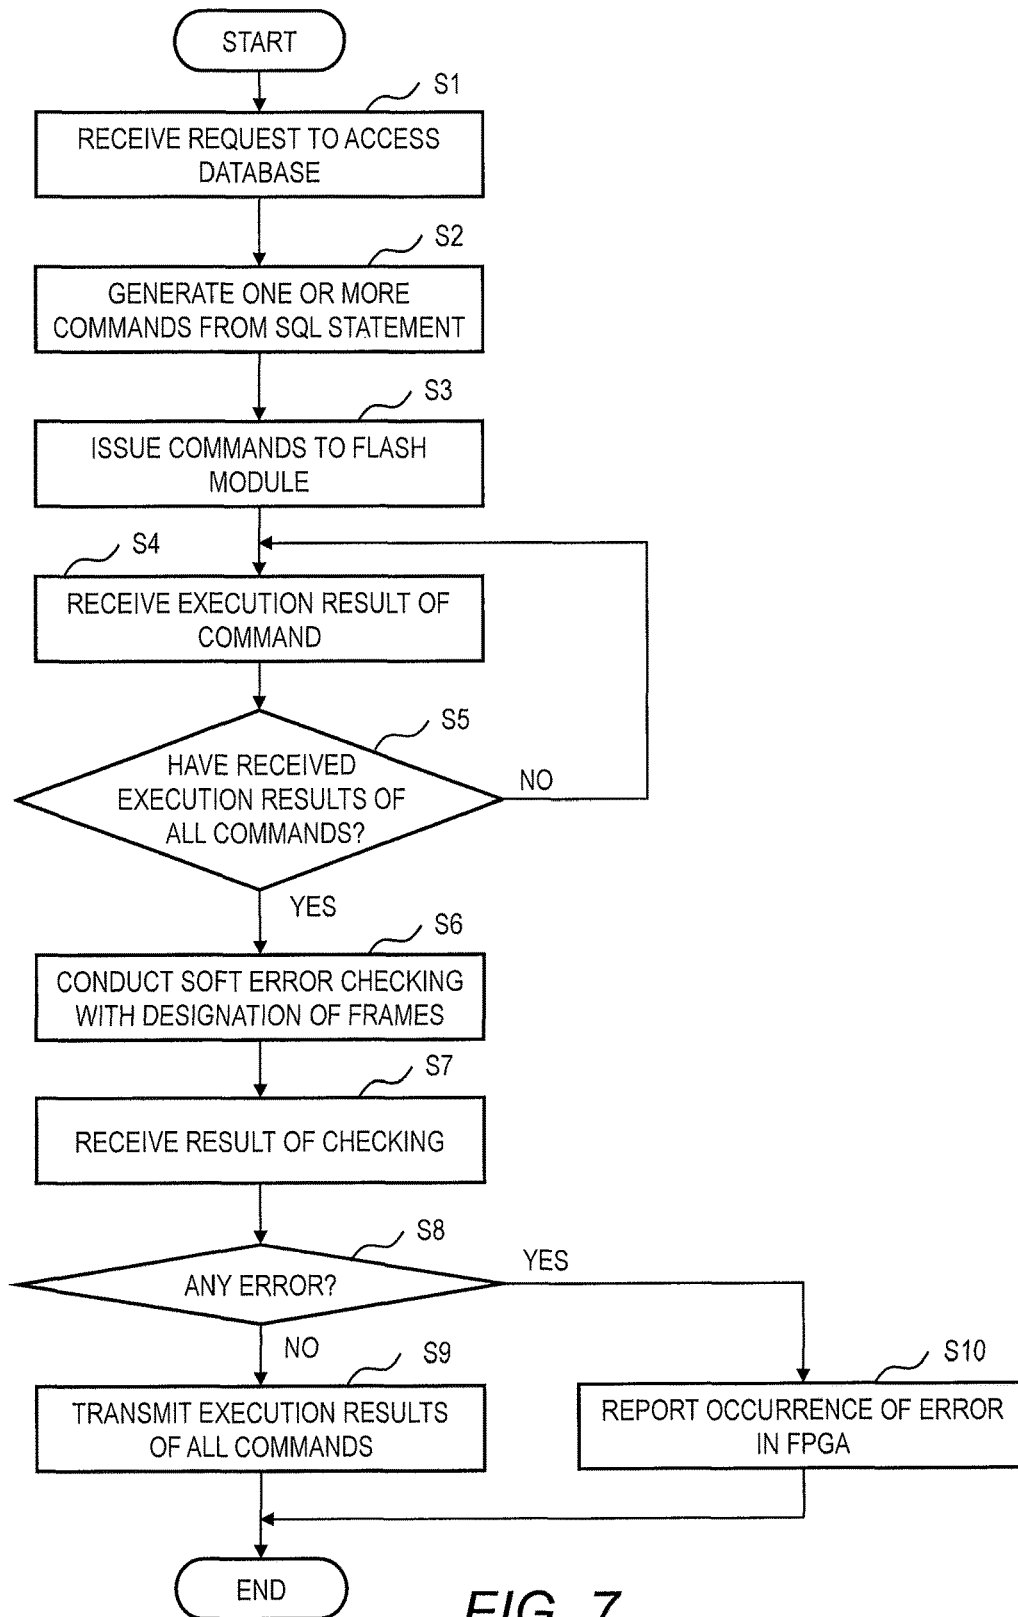 START
S1
RECEIVE REQUEST TO ACCESS
DATABASE
S2
GENERATE ONE OR MORE
COMMANDS FROM SQL STATEMENT
S3
ISSUE COMMANDS TO FLASH
MODULE
S4
RECEIVE EXECUTION RESULT OF
COMMAND
S5
HAVE RECEIVED
EXECUTION RESULTS OF
ALL COMMANDS?
NO
YES
S6
CONDUCT SOFT ERROR CHECKING
WITH DESIGNATION OF FRAMES
S7
RECEIVE RESULT OF CHECKING
S8
ANY ERROR?
YES
NO
S9
TRANSMIT EXECUTION RESULTS
OF ALL COMMANDS
S10
REPORT OCCURRENCE OF ERROR
IN FPGA
END
FIG. 7